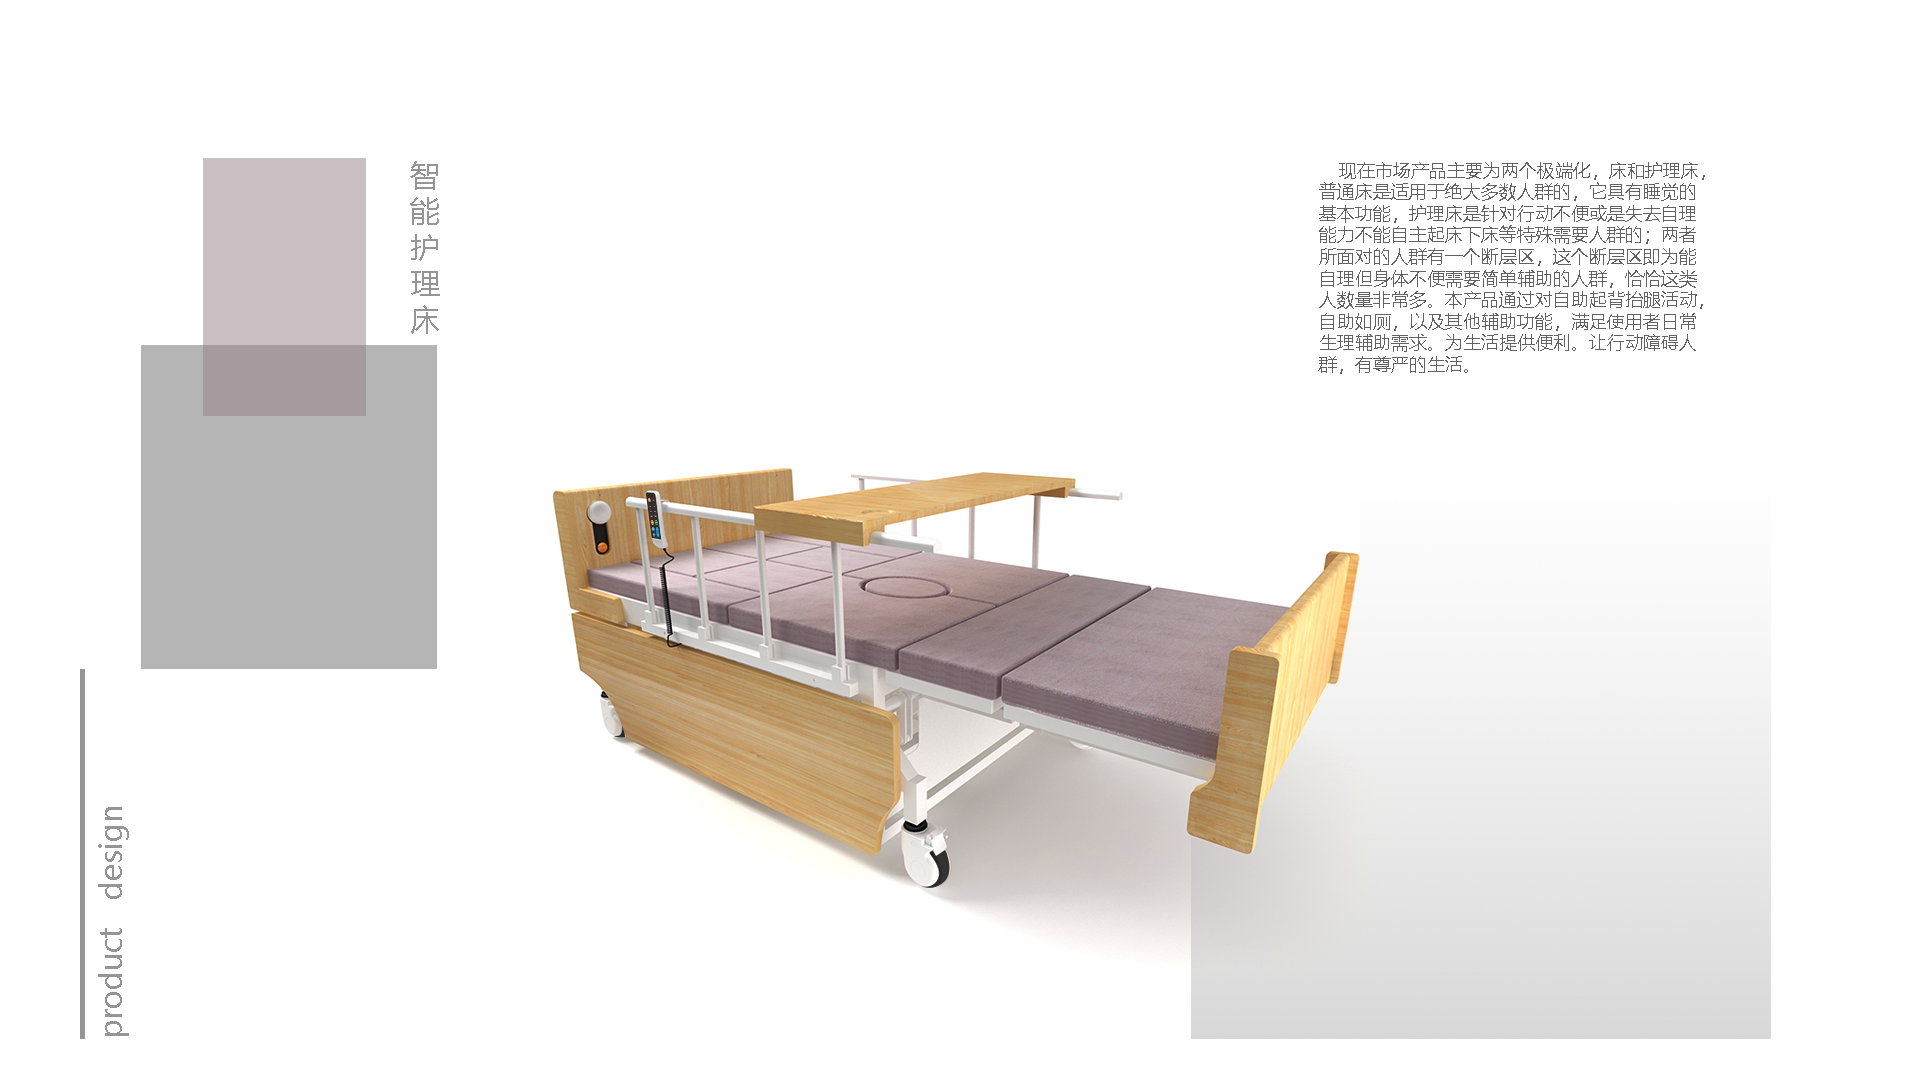 智能护理床
现在市场产品主要为两个极端化，床和护理床，
普通床是适用于绝大多数人群的，它具有睡觉的
基本功能，护理床是针对行动不便或是失去自理
能力不能自主起床下床等特殊需要人群的；两者
所面对的人群有一个断层区，这个断层区即为能
自理但身体不便需要简单辅助的人群，恰恰这类
人数量非常多。本产品通过对自助起背抬腿活动，
自助如厕，以及其他辅助功能，满足使用者日常
生理辅助需求。为生活提供便利。让行动障碍人
群，有尊严的生活。
product design